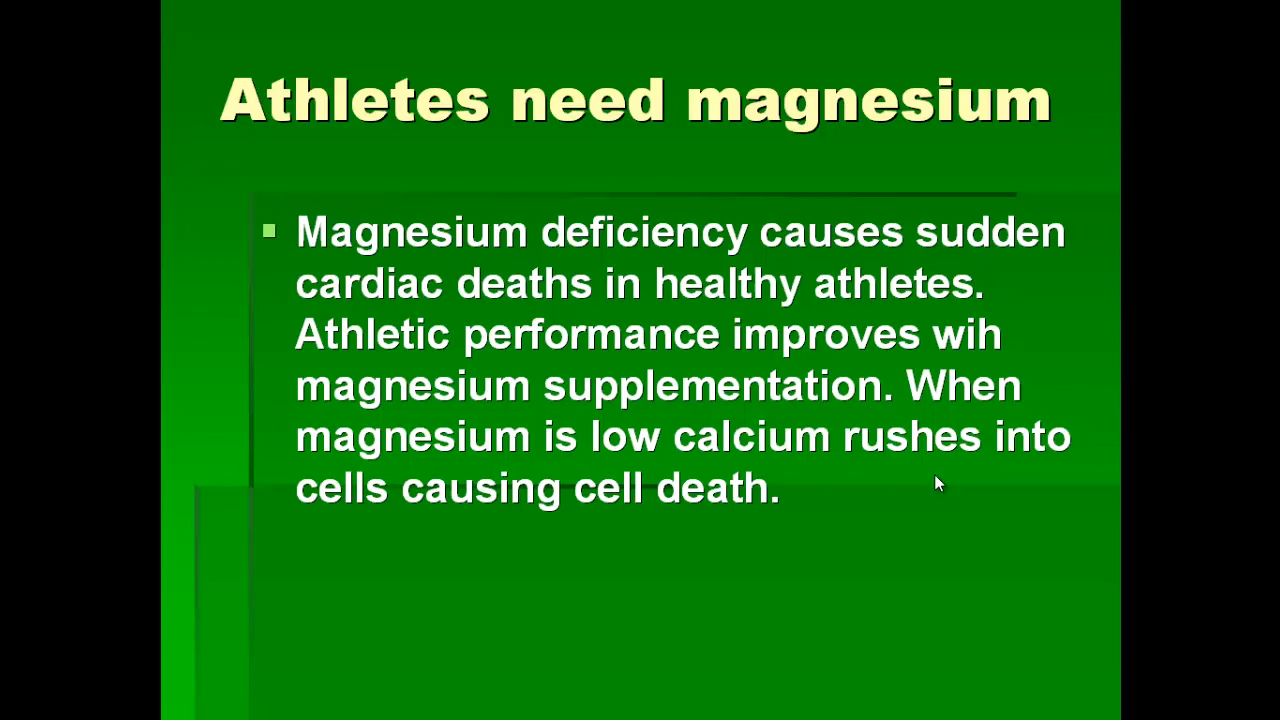 Athletes need magnesium
Magnesium deficiency causes sudden
cardiac deaths in healthy athletes.
Athletic performance improves wih
magnesium supplementation. When
magnesium is low calcium rushes into
cells causing cell death.